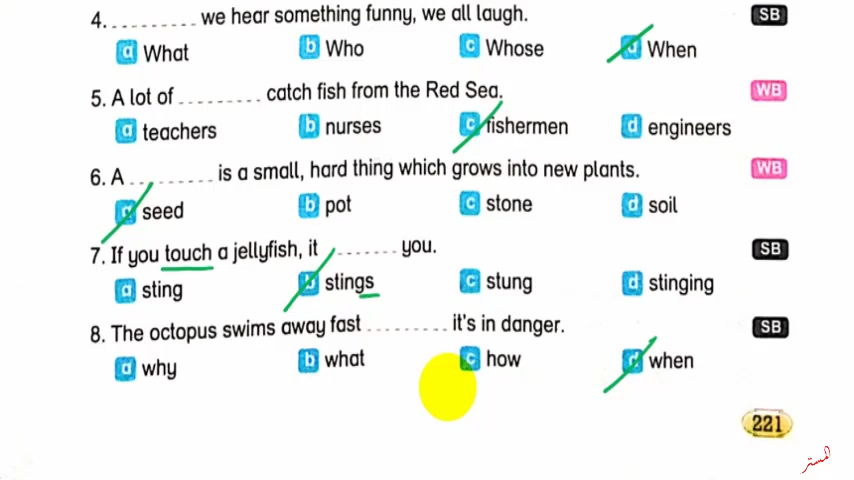 4. _ _ _ _ _ _ _ _ _ we hear something funny, we all laugh. SB
a What b Who c Whose d When
5. A lot of _ _ _ _ _ _ _ _ _ catch fish from the Red Sea. WB
a teachers b nurses c fishermen d engineers
6. A _ _ _ _ _ _ _ _ _ is a small, hard thing which grows into new plants. WB
a seed b pot c stone d soil
7. If you touch a jellyfish, it _ _ _ _ _ _ _ you. SB
a sting b stings c stung d stinging
8. The octopus swims away fast _ _ _ _ _ _ _ _ _ it's in danger. SB
a why b what c how d when
221
المستر